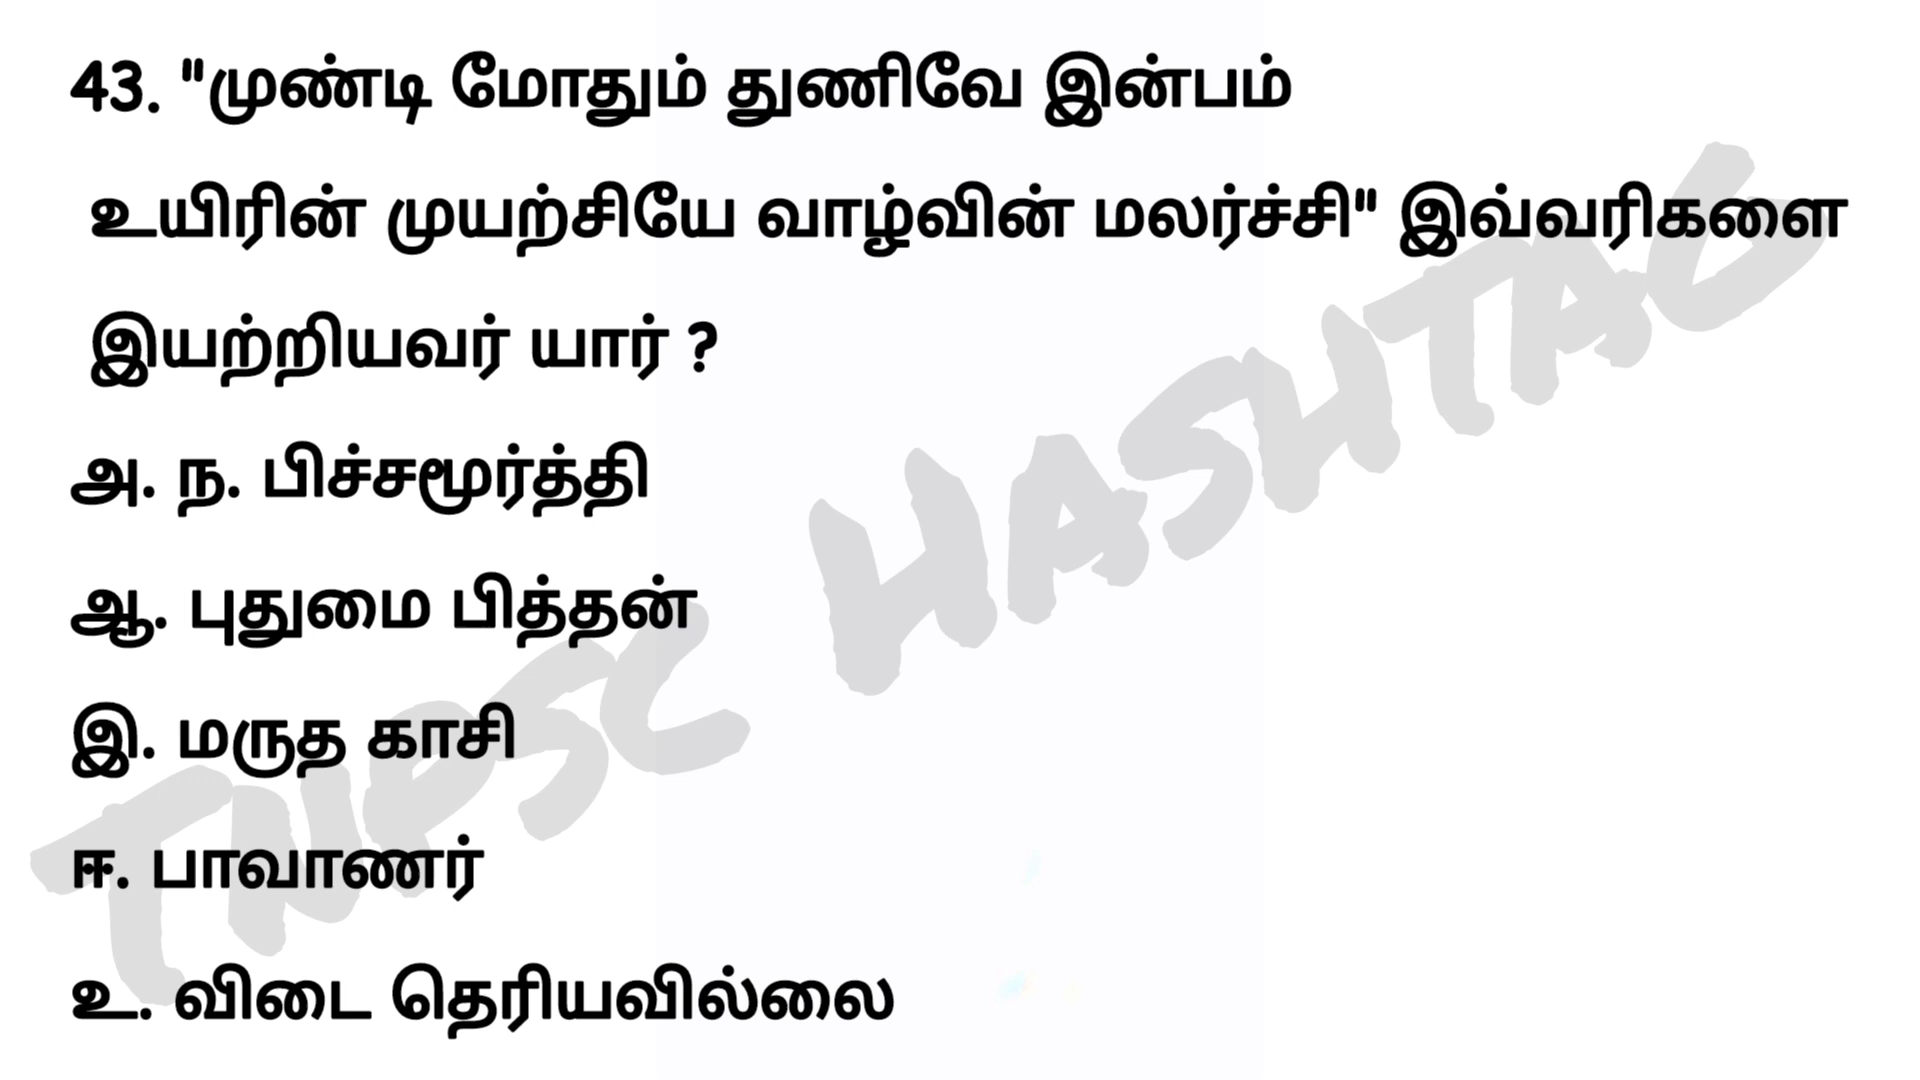 43. "முண்டி மோதும் துணிவே இன்பம்
உயிரின் முயற்சியே வாழ்வின் மலர்ச்சி" இவ்வரிகளை
இயற்றியவர் யார் ?
அ. ந. பிச்சமூர்த்தி
ஆ. புதுமை பித்தன்
இ. மருத காசி
ஈ. பாவாணர்
உ. விடை தெரியவில்லை
TNPSC HASHTAG